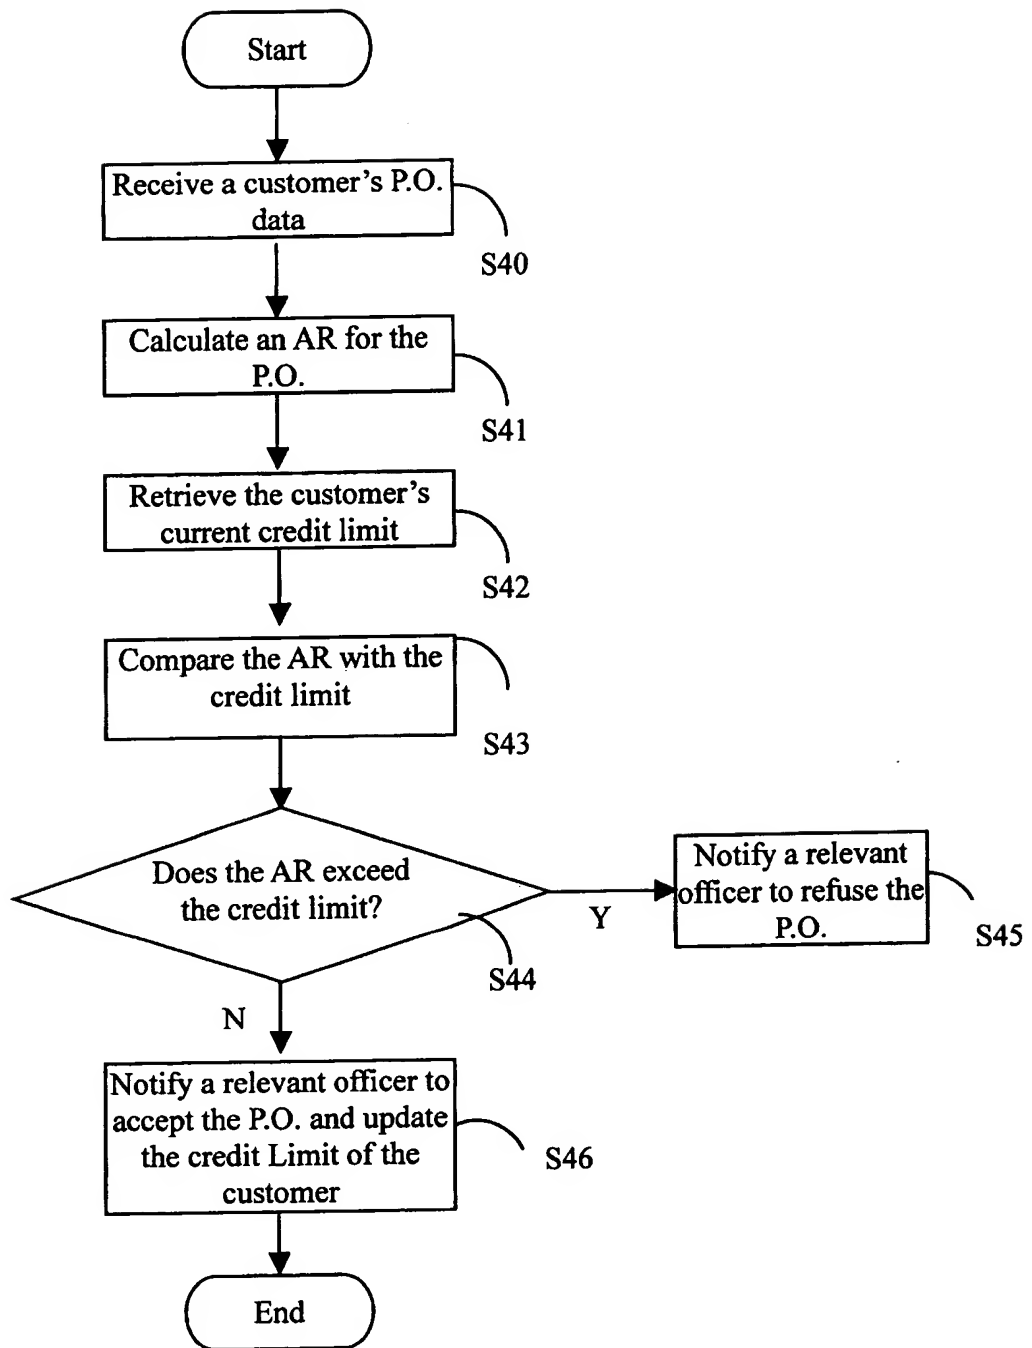 Start
Receive a customer's P.O.
data
S40
Calculate an AR for the
P.O.
S41
Retrieve the customer's
current credit limit
S42
Compare the AR with the
credit limit
S43
Does the AR exceed
the credit limit?
S44
Y
Notify a relevant
officer to refuse the
P.O.
S45
N
Notify a relevant officer to
accept the P.O. and update
the credit Limit of the
customer
S46
End